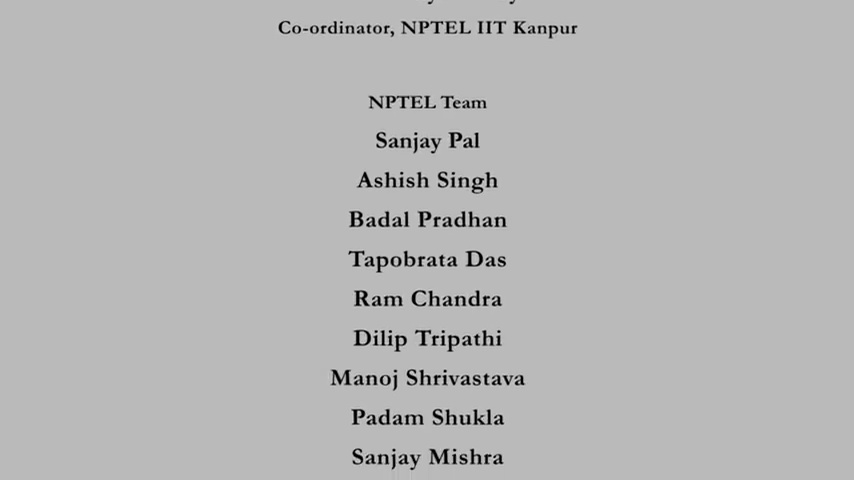 Co-ordinator, NPTEL IIT Kanpur
NPTEL Team
Sanjay Pal
Ashish Singh
Badal Pradhan
Tapobrata Das
Ram Chandra
Dilip Tripathi
Manoj Shrivastava
Padam Shukla
Sanjay Mishra